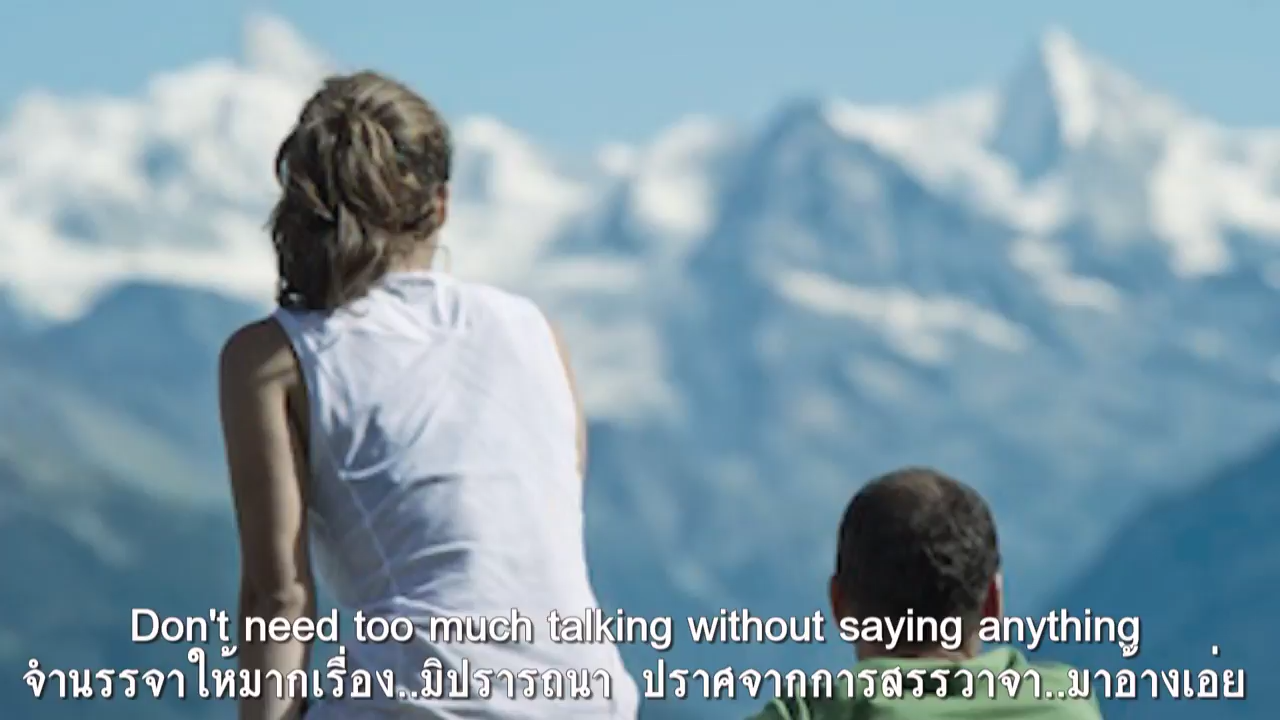 Don't need too much talking without saying anything
จำนรรจาให้มากเรื่อง..มิปรารถนา ปราศจากการสรรวาจา..มาอ้างเอ่ย